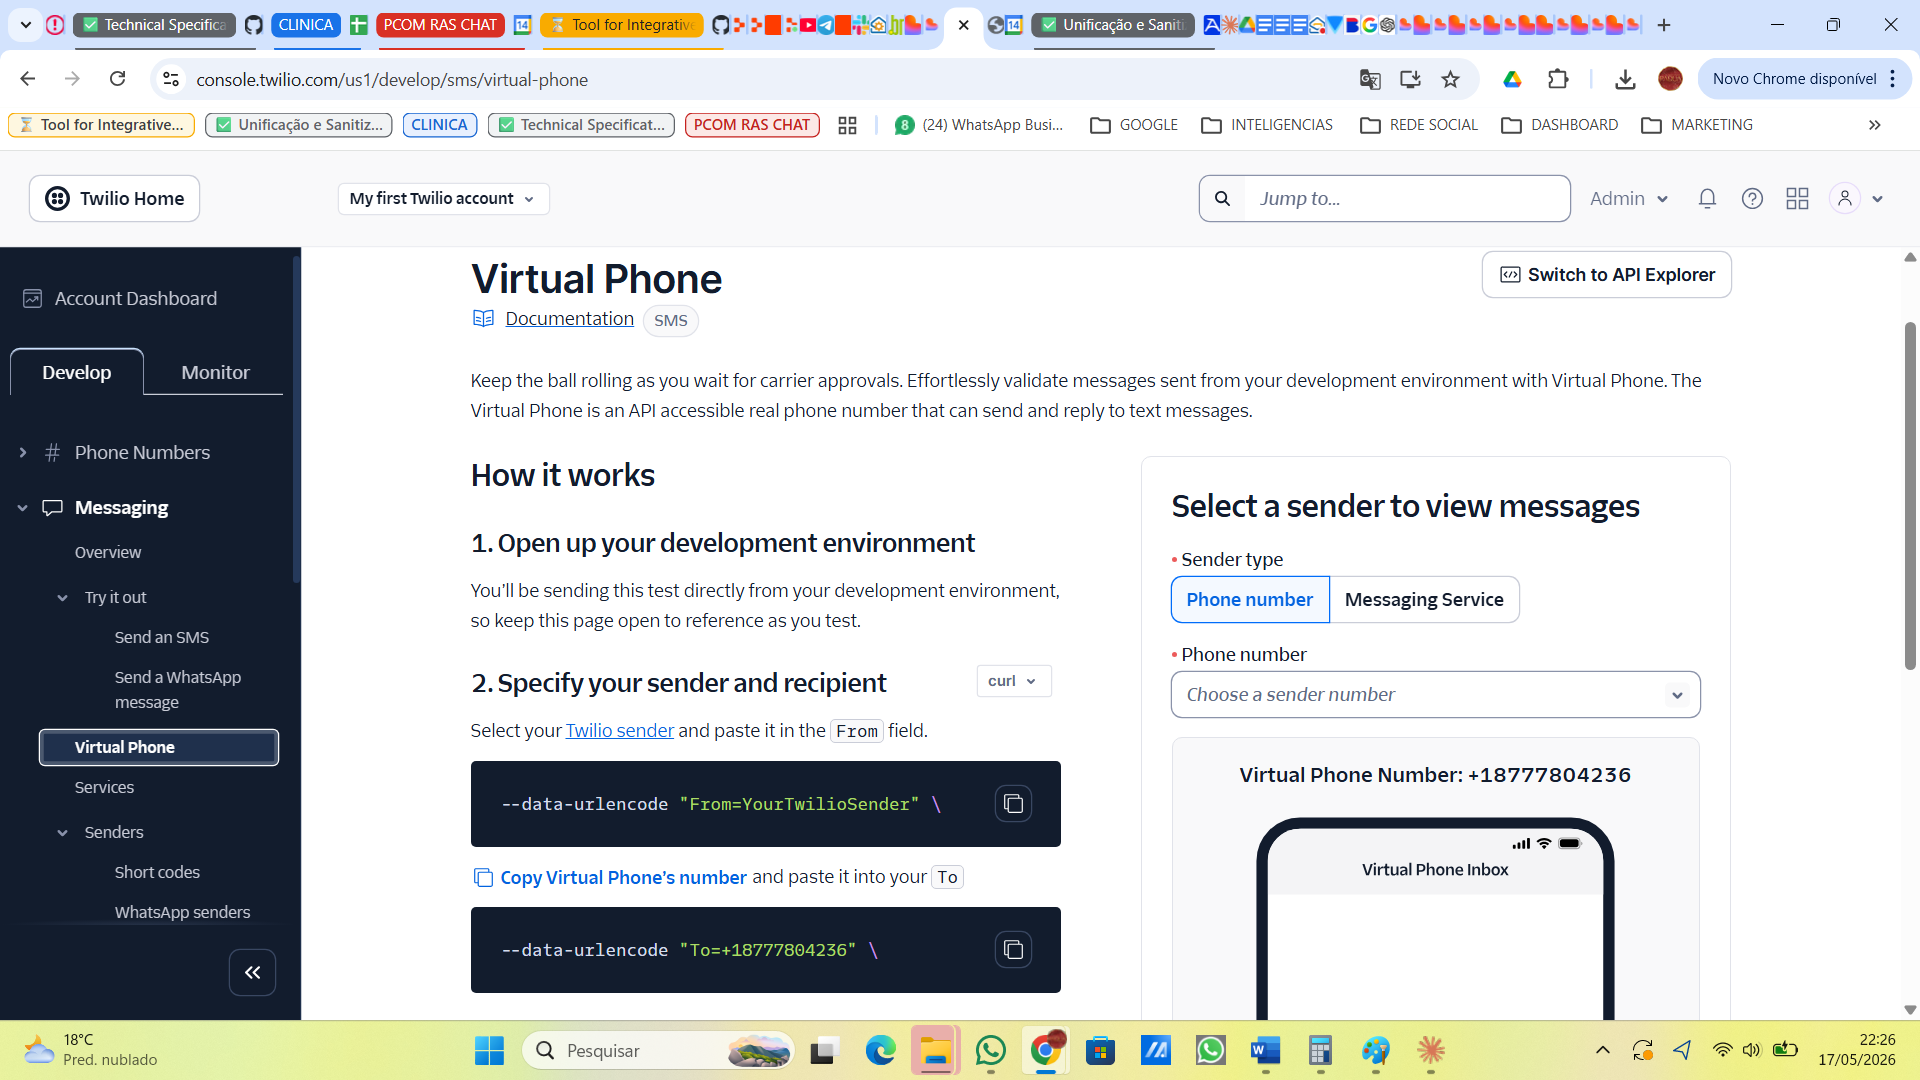 Technical Specifica
CLINICA
PCOM RAS CHAT
14
Tool for Integrative
14
Unificação e Saniti
console.twilio.com/us1/develop/sms/virtual-phone
Novo Chrome disponível
Tool for Integrative...
Unificação e Sanitiz...
CLINICA
Technical Specificat...
PCOM RAS CHAT
8
(24) WhatsApp Busi...
GOOGLE
INTELIGENCIAS
REDE SOCIAL
DASHBOARD
MARKETING
Twilio Home
My first Twilio account
Jump to...
Admin
Account Dashboard
Develop
Monitor
Phone Numbers
Messaging
Overview
Try it out
Send an SMS
Send a WhatsApp
message
Virtual Phone
Services
Senders
Short codes
WhatsApp senders
Virtual Phone
Switch to API Explorer
Documentation
SMS
Keep the ball rolling as you wait for carrier approvals. Effortlessly validate messages sent from your development environment with Virtual Phone. The
Virtual Phone is an API accessible real phone number that can send and reply to text messages.
How it works
1. Open up your development environment
You’ll be sending this test directly from your development environment,
so keep this page open to reference as you test.
2. Specify your sender and recipient
curl
Select your Twilio sender and paste it in the From field.
--data-urlencode "From=YourTwilioSender" \
Copy Virtual Phone’s number and paste it into your To
--data-urlencode "To=+18777804236" \
Select a sender to view messages
• Sender type
Phone number
Messaging Service
• Phone number
Choose a sender number
Virtual Phone Number: +18777804236
Virtual Phone Inbox
18°C
Pred. nublado
Pesquisar
22:26
17/05/2026